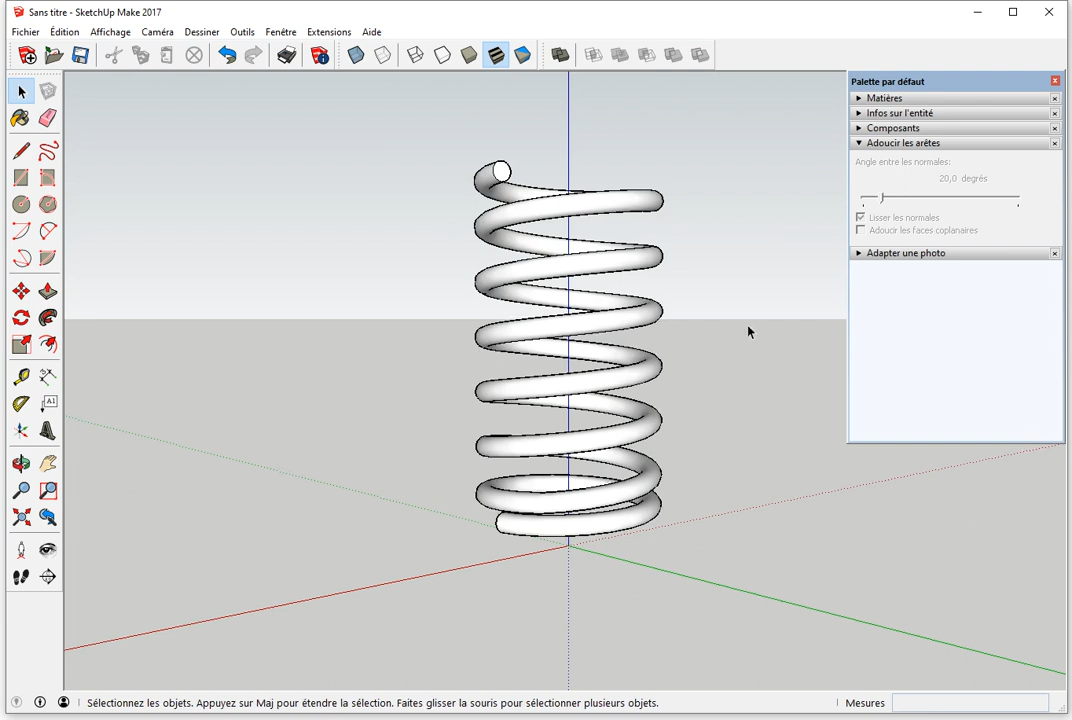 Sans titre - SketchUp Make 2017
Fichier Édition Affichage Caméra Dessiner Outils Fenêtre Extensions Aide
Palette par défaut
Matières
Infos sur l'entité
Composants
Adoucir les arêtes
Angle entre les normales:
20,0 degrés
Lisser les normales
Adoucir les faces coplanaires
Adapter une photo
A1
Sélectionnez les objets. Appuyez sur Maj pour étendre la sélection. Faites glisser la souris pour sélectionner plusieurs objets.
Mesures